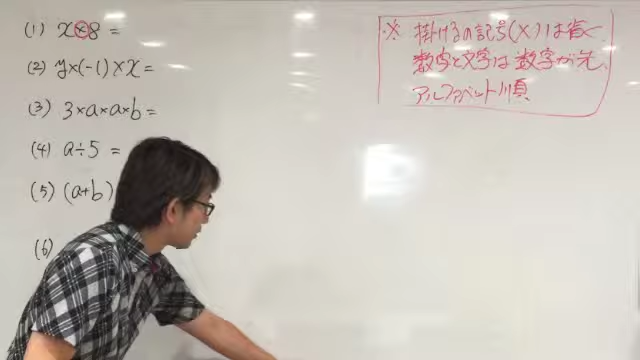 (1) x×8 =
(2) y×(-1)×x=
(3) 3×a×a×b=
(4) a÷5 =
(5) (a+b)
(6)
※ 掛けるの記号(×)は省く、
数字と文字は数字が先、
アルファベット順